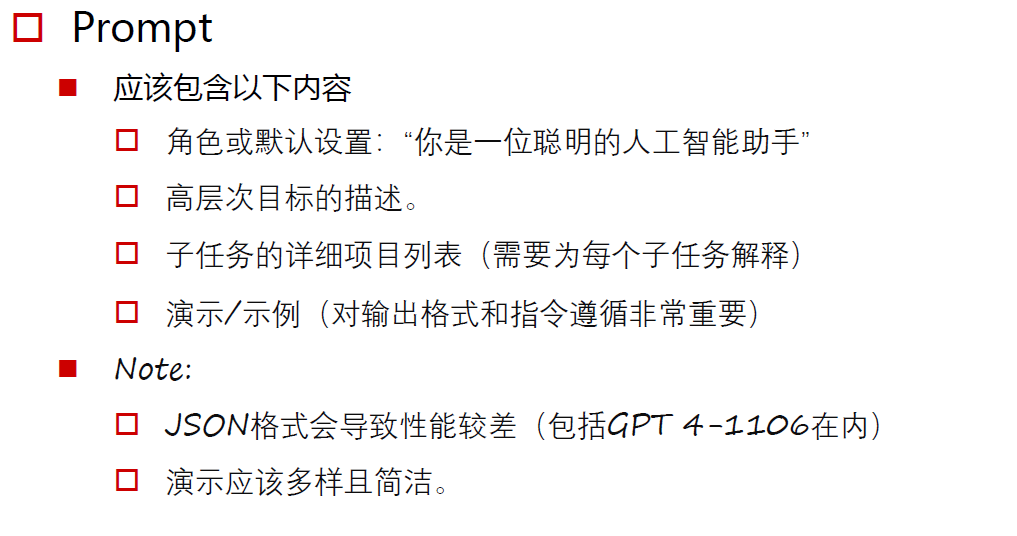 Prompt
应该包含以下内容
角色或默认设置：“你是一位聪明的人工智能助手”
高层次目标的描述。
子任务的详细项目列表（需要为每个子任务解释）
演示/示例（对输出格式和指令遵循非常重要）
Note:
JSON格式会导致性能较差（包括GPT 4-1106在内）
演示应该多样且简洁。